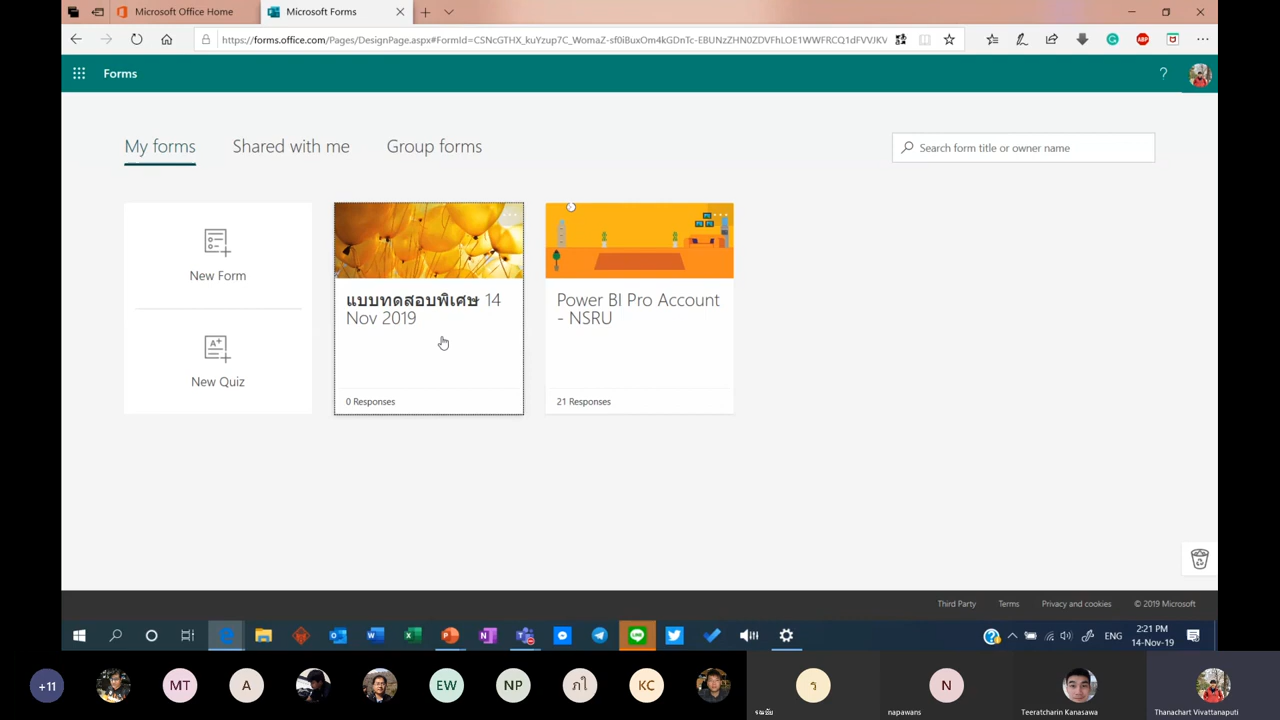 Microsoft Office Home
Microsoft Forms
https://forms.office.com/Pages/DesignPage.aspx#FormId=CSNcGTHX_kuYzup7C_WomaZ-sf0iBuxOm4kGDnTc-EBUNzZHN0ZDVFhLOE1WWFRCQ1dFVVJKV
ABP
Forms
?
My forms
Shared with me
Group forms
Search form title or owner name
New Form
New Quiz
แบบทดสอบพิเศษ 14
Nov 2019
0 Responses
Power BI Pro Account
- NSRU
21 Responses
Third Party
Terms
Privacy and cookies
© 2019 Microsoft
ENG
2:21 PM
14-Nov-19
+11
MT
A
EW
NP
ภใ
KC
ร
N
napawans
Teeratcharin Kanasawa
Thanachart Vivattanaputi